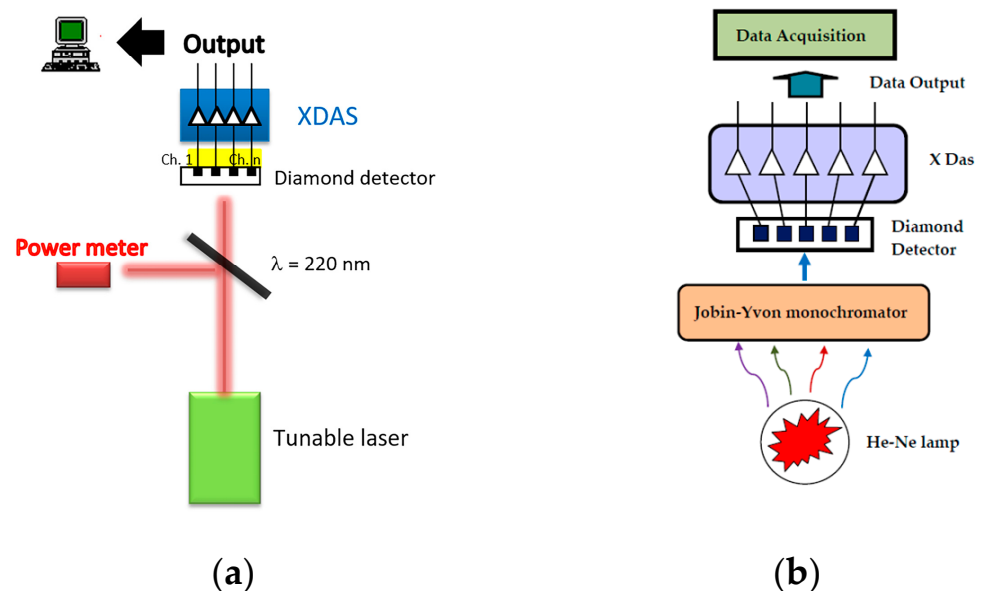 Output
XDAS
Ch. 1
Ch. n
Diamond detector
Power meter
λ = 220 nm
Tunable laser
(a)
Data Acquisition
Data Output
X Das
Diamond
Detector
Jobin-Yvon monochromator
He-Ne lamp
(b)